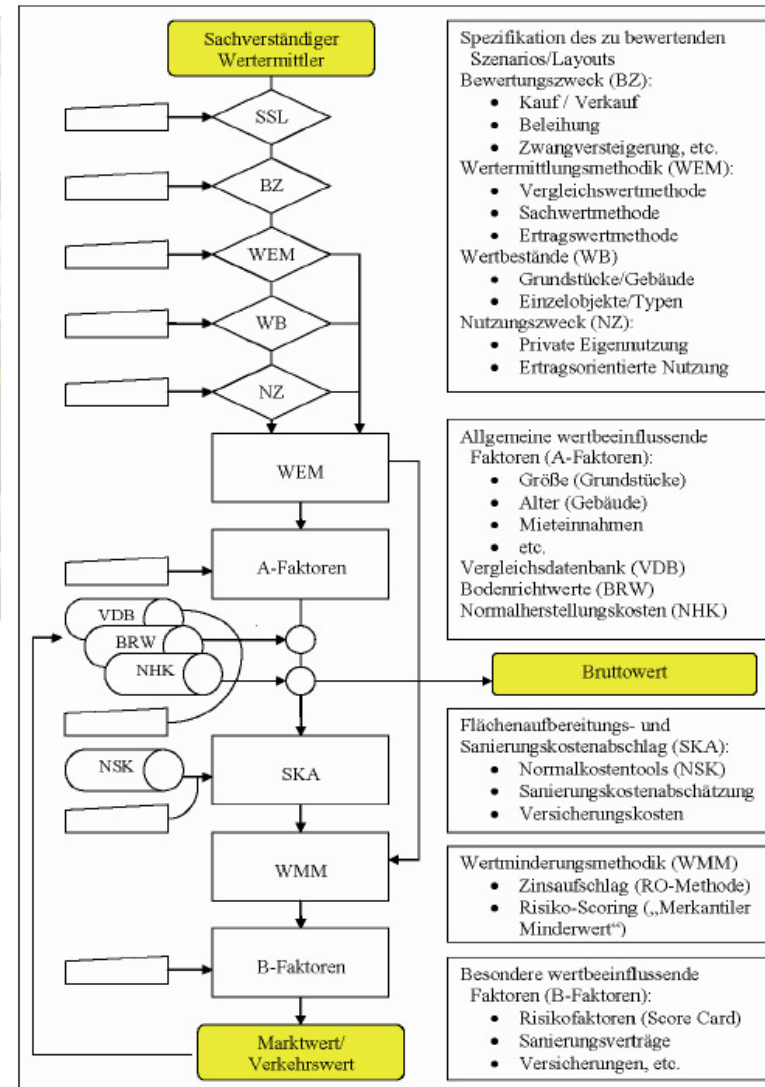 Sachverständiger
Wertermittler
SSL
BZ
WEM
WB
NZ
WEM
A-Faktoren
VDB
BRW
NHK
NSK
SKA
WMM
B-Faktoren
Marktwert/
Verkehrswert
Spezifikation des zu bewertenden
Szenarios/Layouts
Bewertungszweck (BZ):
• Kauf / Verkauf
• Beleihung
• Zwangversteigerung, etc.
Wertermittlungsmethodik (WEM):
• Vergleichswertmethode
• Sachwertmethode
• Ertragswertmethode
Wertbestände (WB)
• Grundstücke/Gebäude
• Einzelobjekte/Typen
Nutzungszweck (NZ):
• Private Eigennutzung
• Ertragsorientierte Nutzung
Allgemeine wertbeeinflussende
Faktoren (A-Faktoren):
• Größe (Grundstücke)
• Alter (Gebäude)
• Mieteinnahmen
• etc.
Vergleichsdatenbank (VDB)
Bodenrichtwerte (BRW)
Normalherstellungskosten (NHK)
Bruttowert
Flächenaufbereitungs- und
Sanierungskostenabschlag (SKA):
• Normalkostentools (NSK)
• Sanierungskostenabschätzung
• Versicherungskosten
Wertminderungsmethodik (WMM)
• Zinsaufschlag (RO-Methode)
• Risiko-Scoring („Merkantiler
Minderwert“)
Besondere wertbeeinflussende
Faktoren (B-Faktoren):
• Risikofaktoren (Score Card)
• Sanierungsverträge
• Versicherungen, etc.